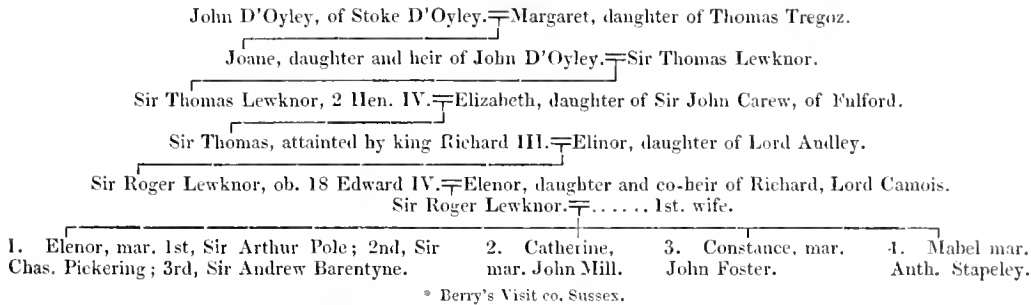 John D'Oyley, of Stoke D'Oyley.=Margaret, daughter of Thomas Tregoz.
Joane, daughter and heir of John D'Oyley.=Sir Thomas Lewknor.
Sir Thomas Lewknor, 2 Hen. IV.=Elizabeth, daughter of Sir John Carew, of Fulford.
Sir Thomas, attainted by king Richard III.=Elinor, daughter of Lord Audley.
Sir Roger Lewknor, ob. 18 Edward IV.=Elenor, daughter and co-heir of Richard, Lord Camois.
Sir Roger Lewknor.=...... 1st. wife.
1. Elenor, mar. 1st, Sir Arthur Pole; 2nd, Sir
Chas. Pickering; 3rd, Sir Andrew Barentyne.
2. Catherine,
mar. John Mill.
3. Constance, mar.
John Foster.
4. Mabel mar.
Anth. Stapeley.
* Berry's Visit co. Sussex.